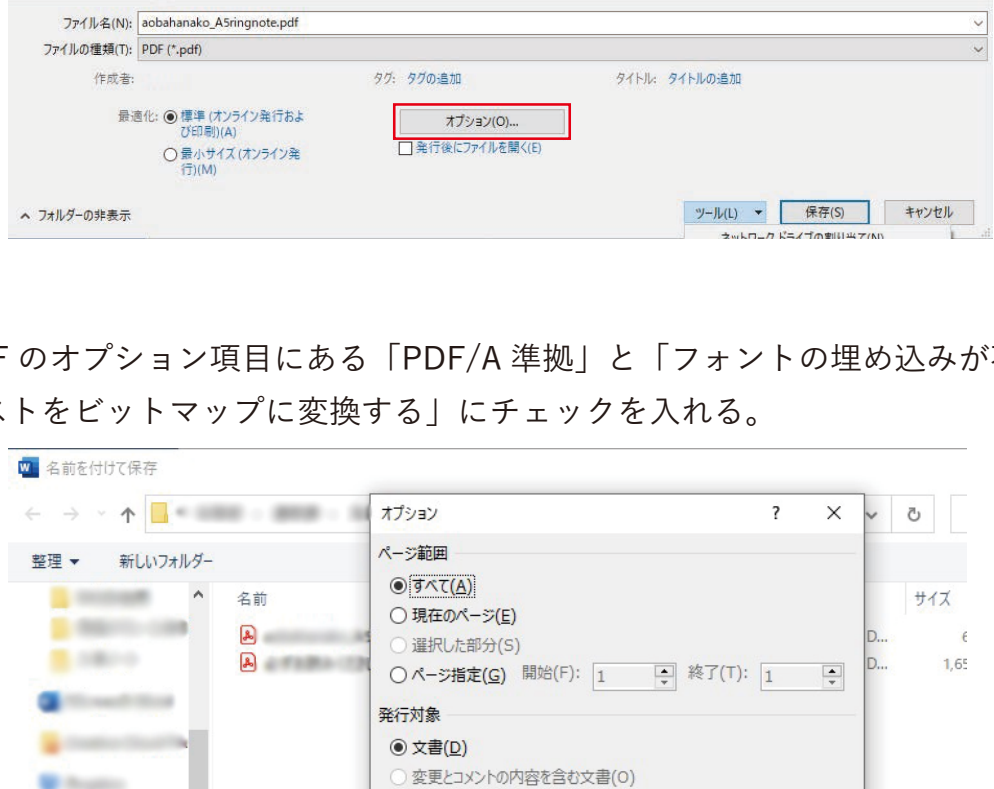 ファイル名(N): aobahanako_A5ringnote.pdf
ファイルの種類(T): PDF (*.pdf)
作成者: タグ: タグの追加 タイトル: タイトルの追加
最適化: 標準 (オンライン発行およ
び印刷)(A)
最小サイズ (オンライン発
行)(M)
オプション(O)...
発行後にファイルを開く(E)
フォルダーの非表示 ツール(L) 保存(S) キャンセル
ネットワーク ドライブの割り当て(N)
F のオプション項目にある「PDF/A 準拠」と「フォントの埋め込みが
ストをビットマップに変換する」にチェックを入れる。
名前を付けて保存
オプション ? ×
整理 新しいフォルダー
名前 サイズ
ページ範囲
すべて(A)
現在のページ(E)
選択した部分(S)
ページ指定(G) 開始(F): 1 終了(T): 1
D...
D... 1,65
発行対象
文書(D)
変更とコメントの内容を含む文書(O)